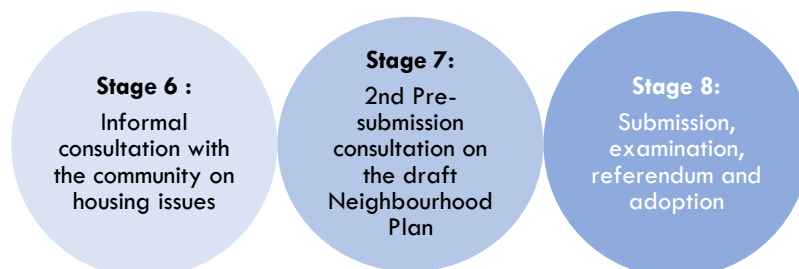 Stage 6 :
Informal
consultation with
the community on
housing issues
Stage 7:
2nd Pre-
submission
consultation on
the draft
Neighbourhood
Plan
Stage 8:
Submission,
examination,
referendum and
adoption